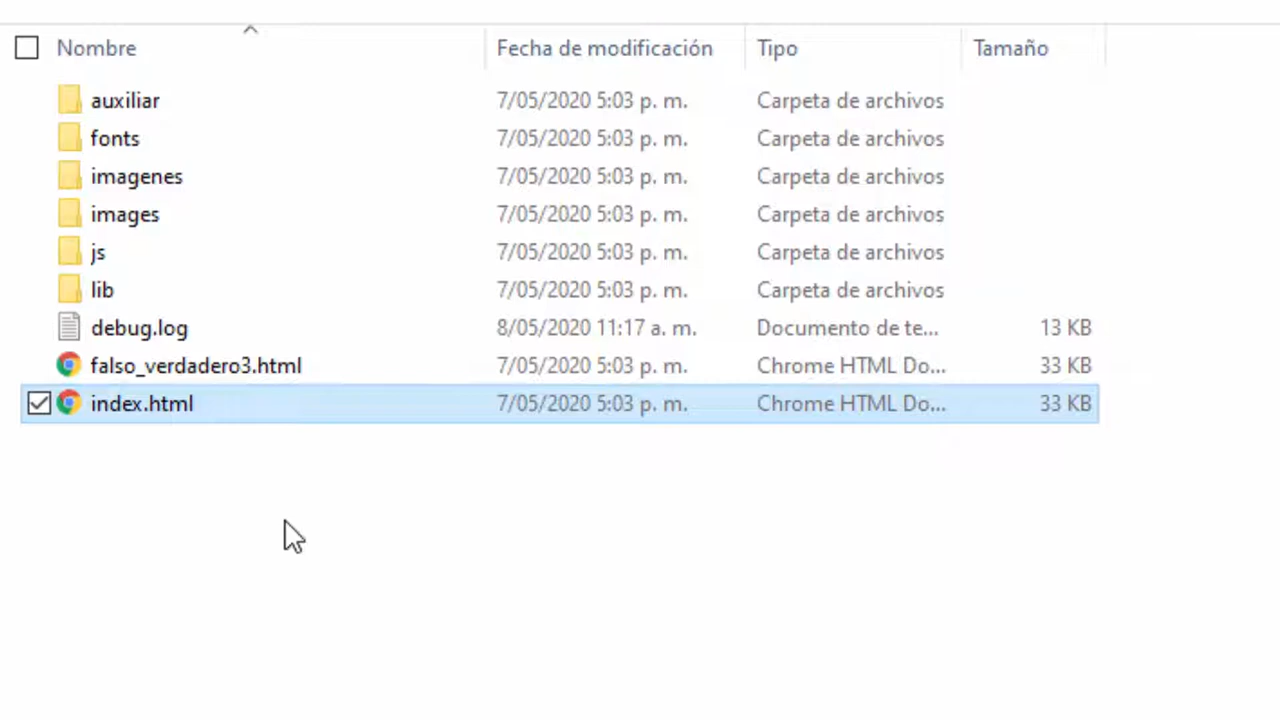 Nombre Fecha de modificación Tipo Tamaño
auxiliar 7/05/2020 5:03 p. m. Carpeta de archivos
fonts 7/05/2020 5:03 p. m. Carpeta de archivos
imagenes 7/05/2020 5:03 p. m. Carpeta de archivos
images 7/05/2020 5:03 p. m. Carpeta de archivos
js 7/05/2020 5:03 p. m. Carpeta de archivos
lib 7/05/2020 5:03 p. m. Carpeta de archivos
debug.log 8/05/2020 11:17 a. m. Documento de te... 13 KB
falso_verdadero3.html 7/05/2020 5:03 p. m. Chrome HTML Do... 33 KB
index.html 7/05/2020 5:03 p. m. Chrome HTML Do... 33 KB